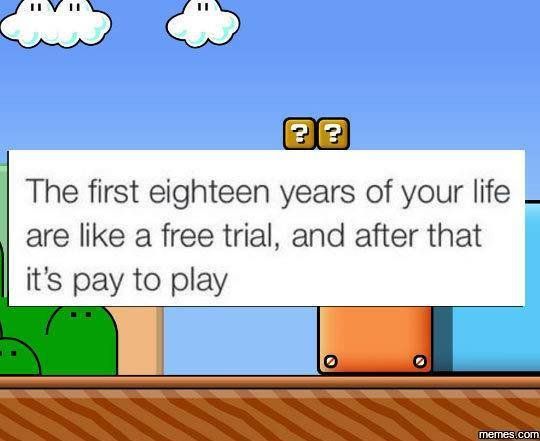 ? ?
The first eighteen years of your life
are like a free trial, and after that
it's pay to play
memes.com